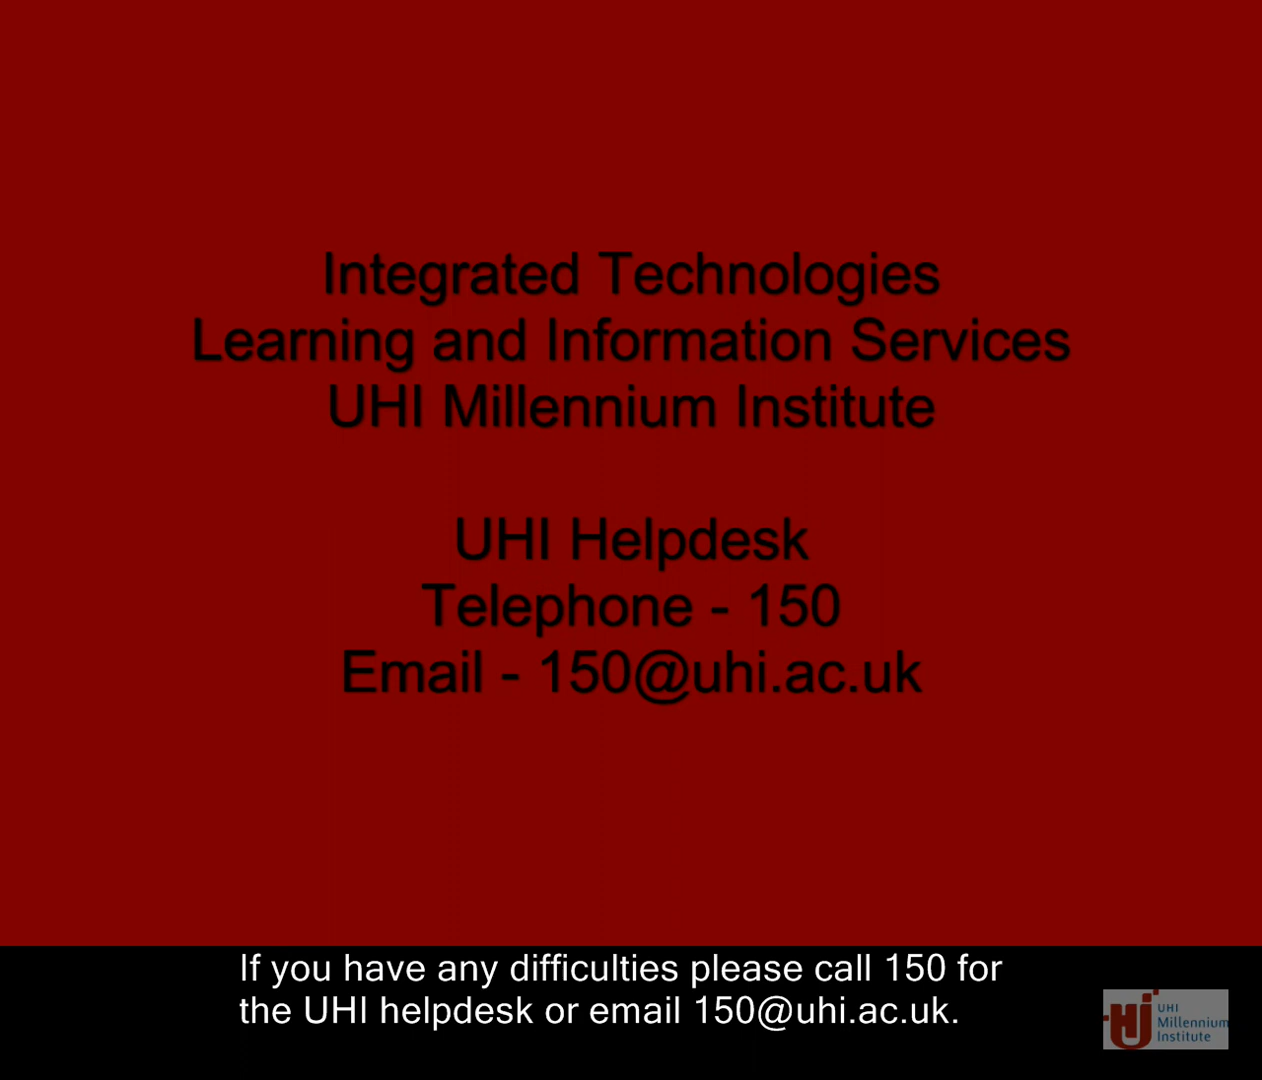 Integrated Technologies
Learning and Information Services
UHI Millennium Institute
UHI Helpdesk
Telephone - 150
Email - 150@uhi.ac.uk
If you have any difficulties please call 150 for
the UHI helpdesk or email 150@uhi.ac.uk.
UHI
Millennium
Institute